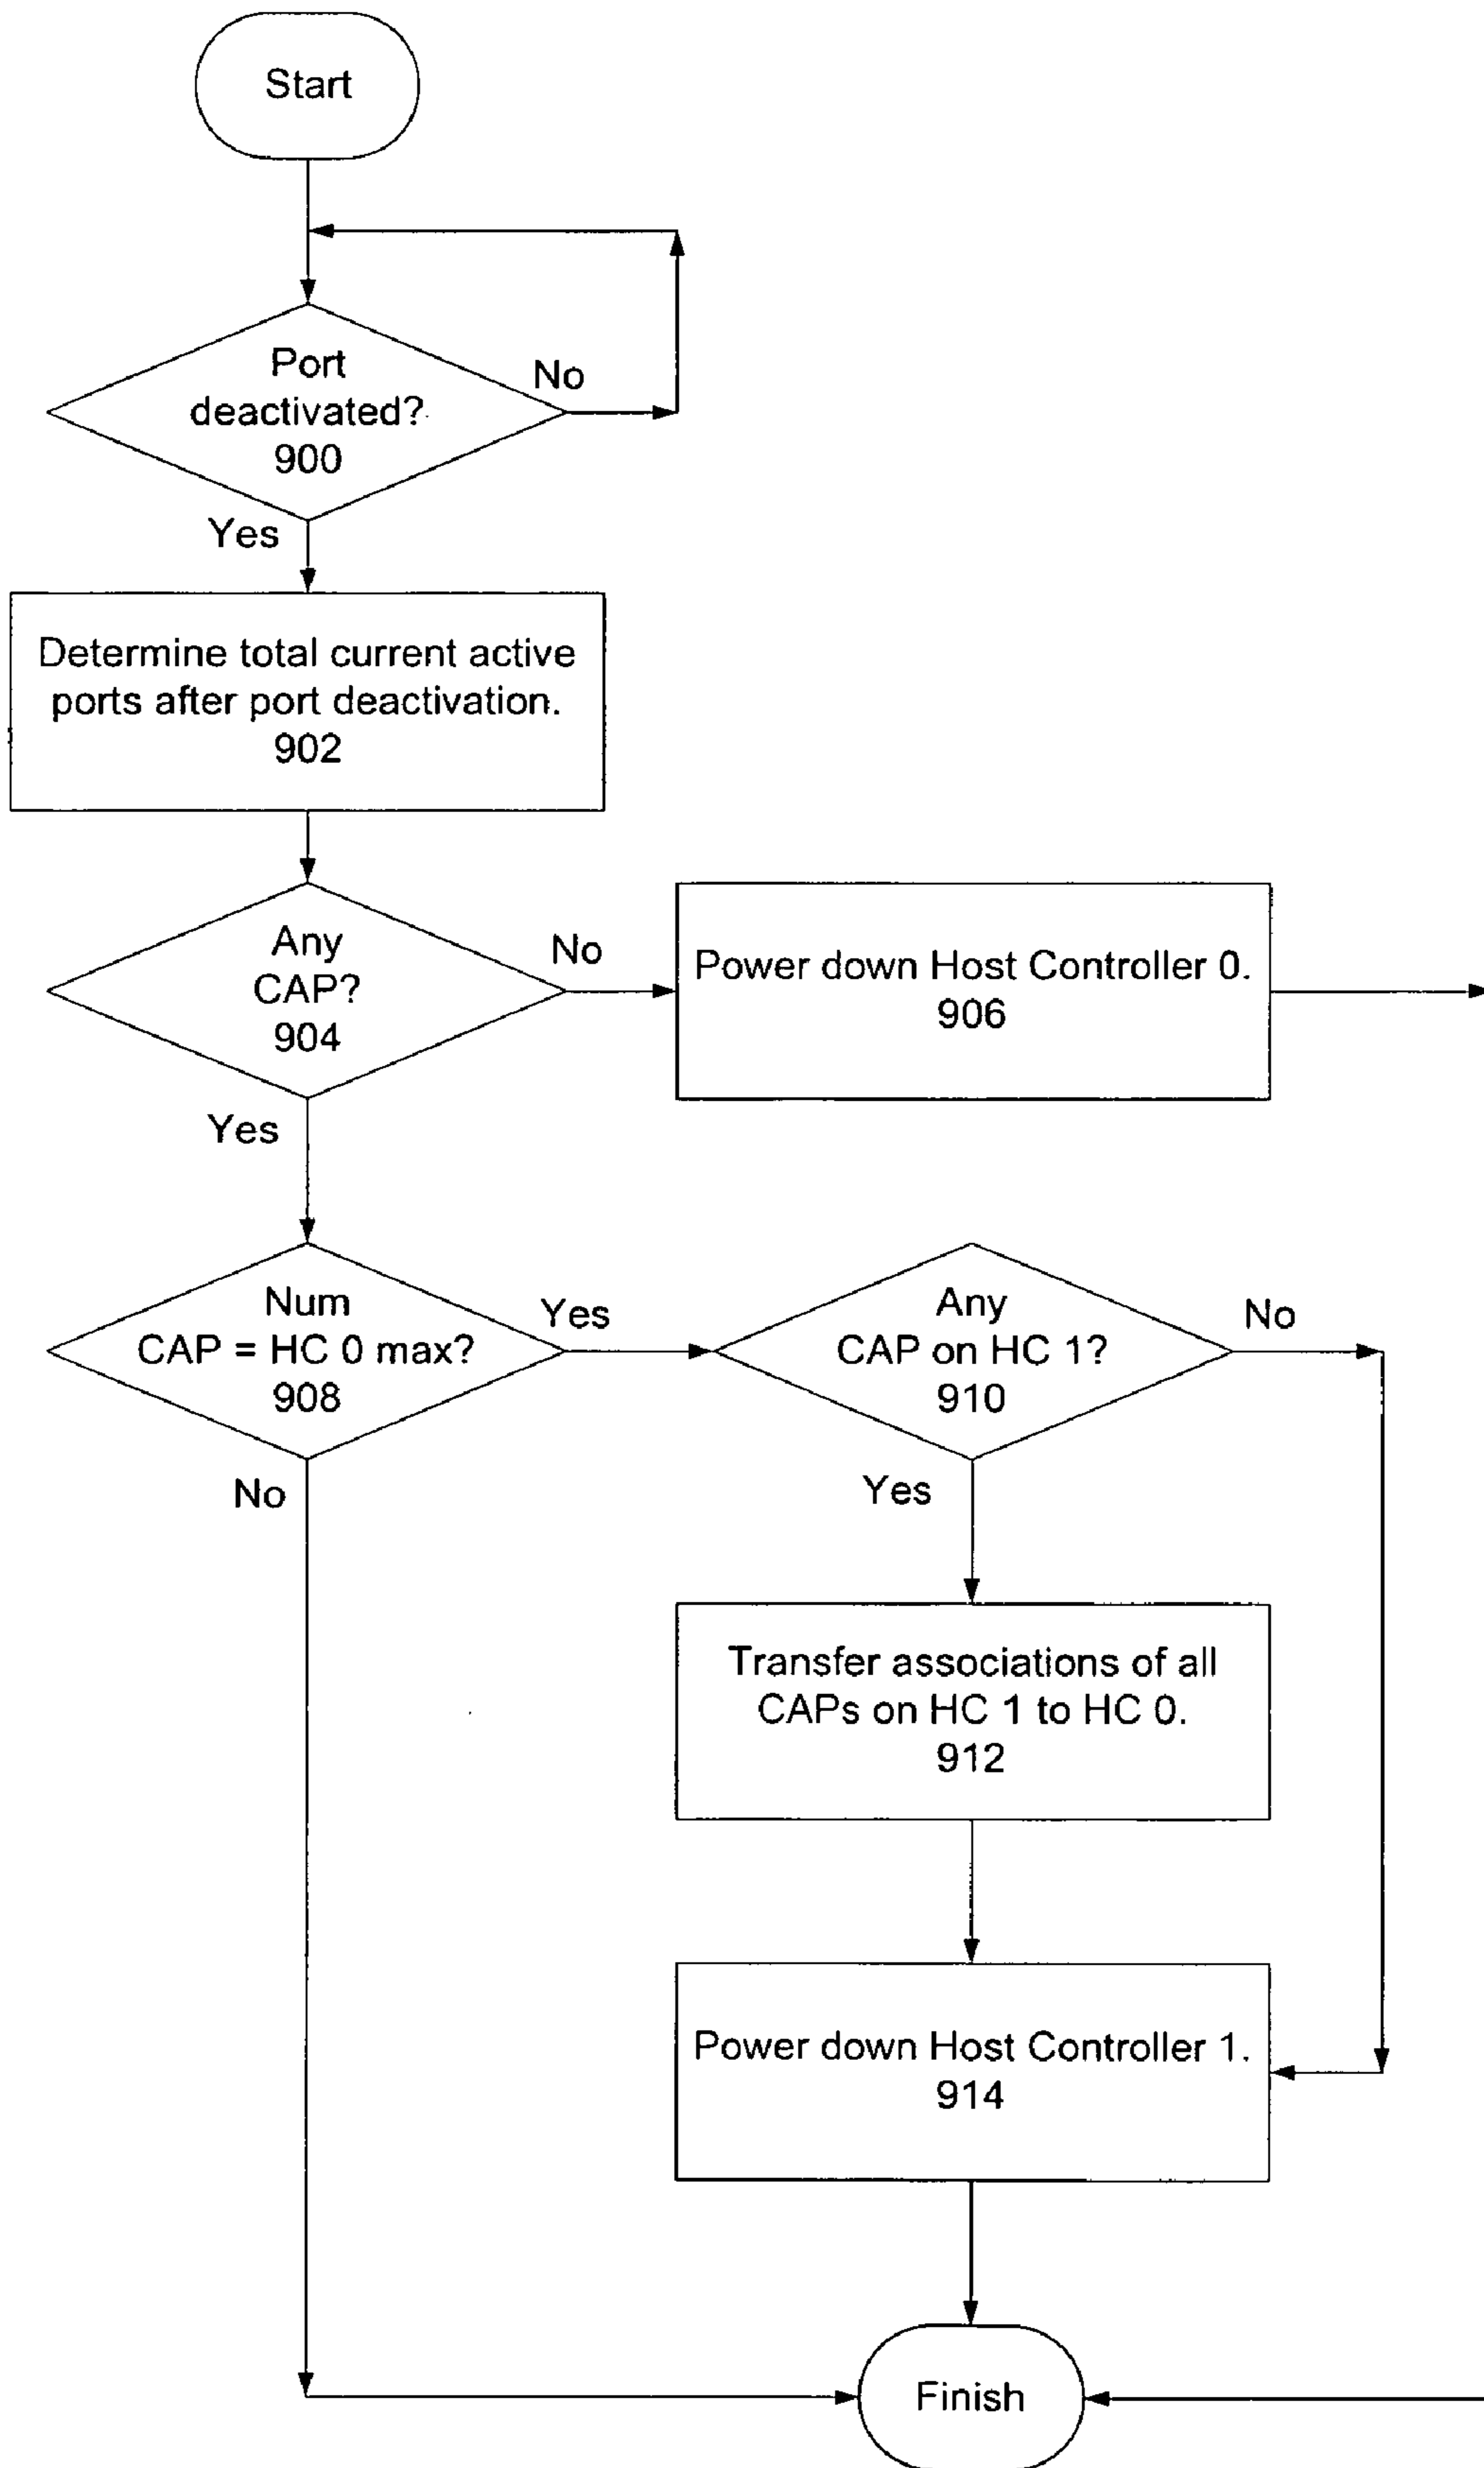 Start
Port
deactivated?
900
No
Yes
Determine total current active
ports after port deactivation.
902
Any
CAP?
904
No
Power down Host Controller 0.
906
Yes
Num
CAP = HC 0 max?
908
Yes
Any
CAP on HC 1?
910
No
No
Yes
Transfer associations of all
CAPs on HC 1 to HC 0.
912
Power down Host Controller 1.
914
Finish